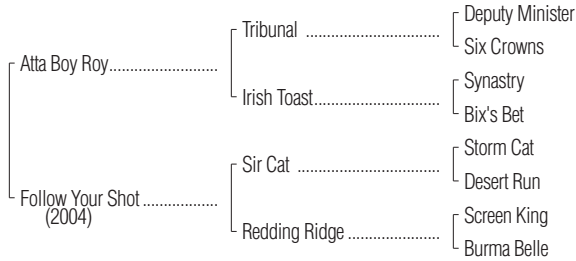 Deputy Minister
Tribunal ........................................
Six Crowns
Atta Boy Roy................................
Synastry
Irish Toast.....................................
Bix's Bet
Storm Cat
Sir Cat ..........................................
Desert Run
Follow Your Shot ......................
(2004)
Screen King
Redding Ridge ...........................
Burma Belle